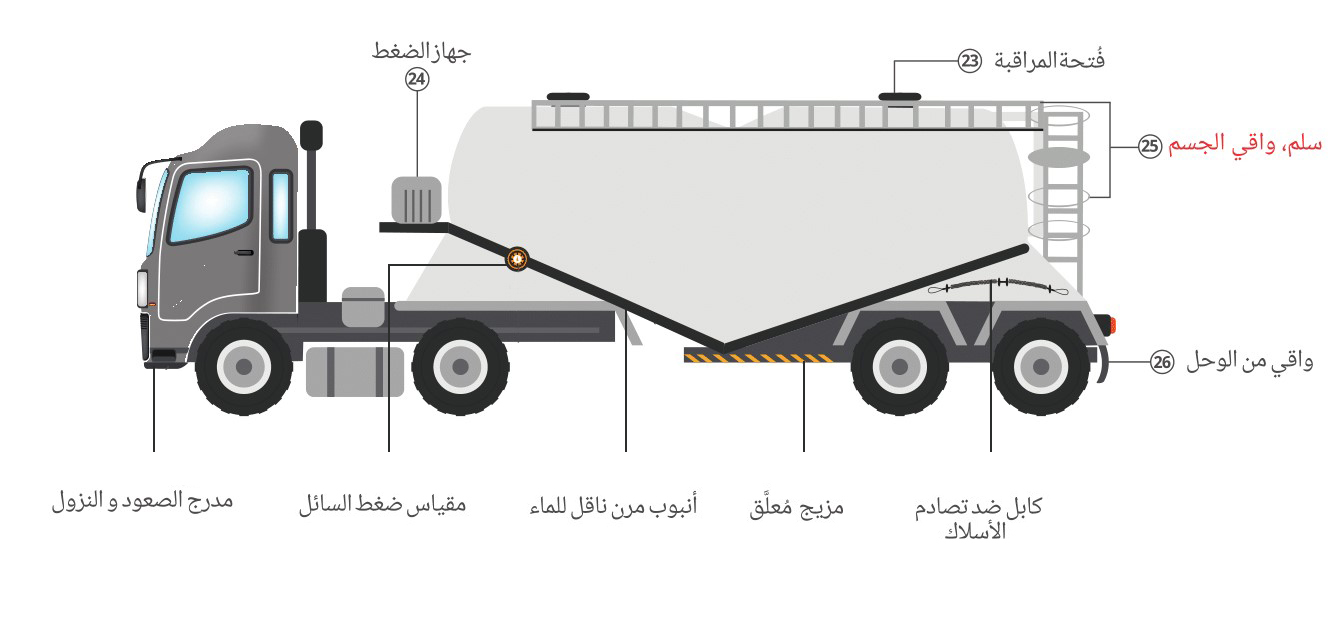 جهاز الضغط
24
فُتحة المراقبة
23
سلم، واقي الجسم
25
واقي من الوحل
26
كابل ضد تصادم
الأسلاك
مزيج مُعلَّق
أنبوب مرن ناقل للماء
مقياس ضغط السائل
مدرج الصعود و النزول